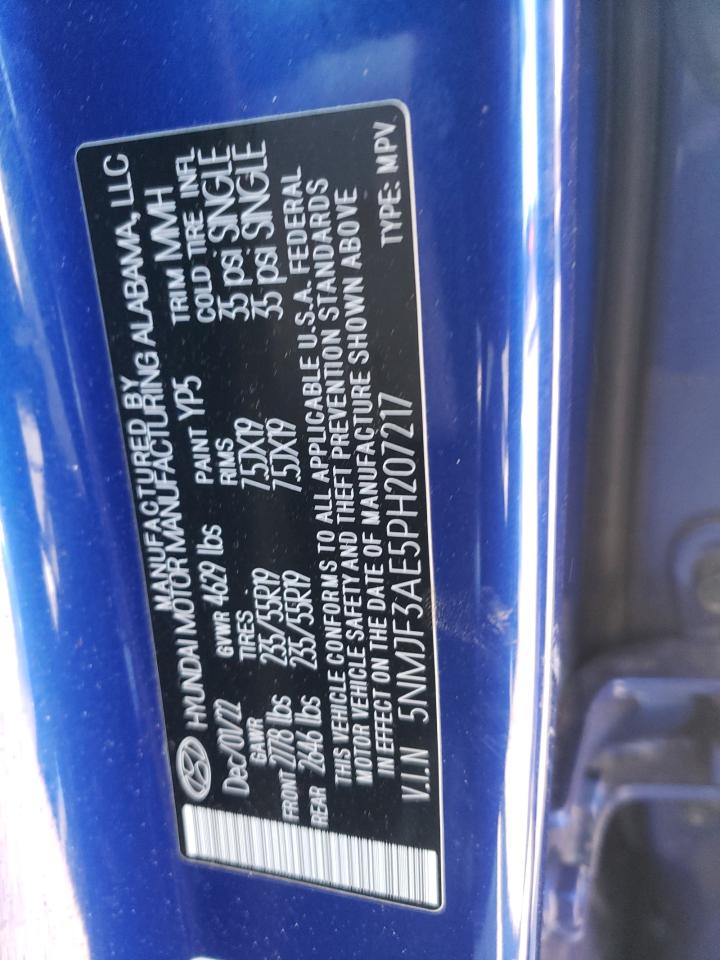 MANUFACTURED BY
HYUNDAI MOTOR MANUFACTURING ALABAMA, LLC
Dec/01/22 GVWR 4629 lbs PAINT YP5 TRIM MMH
GAWR TIRES RIMS COLD TIRE INFL
FRONT 2778 lbs 235/55R19 7.5JX19 35 psi SINGLE
REAR 2646 lbs 235/55R19 7.5JX19 35 psi SINGLE
THIS VEHICLE CONFORMS TO ALL APPLICABLE U.S.A. FEDERAL
MOTOR VEHICLE SAFETY AND THEFT PREVENTION STANDARDS
IN EFFECT ON THE DATE OF MANUFACTURE SHOWN ABOVE
V.I.N 5NMJF3AE5PH207217 TYPE: MPV